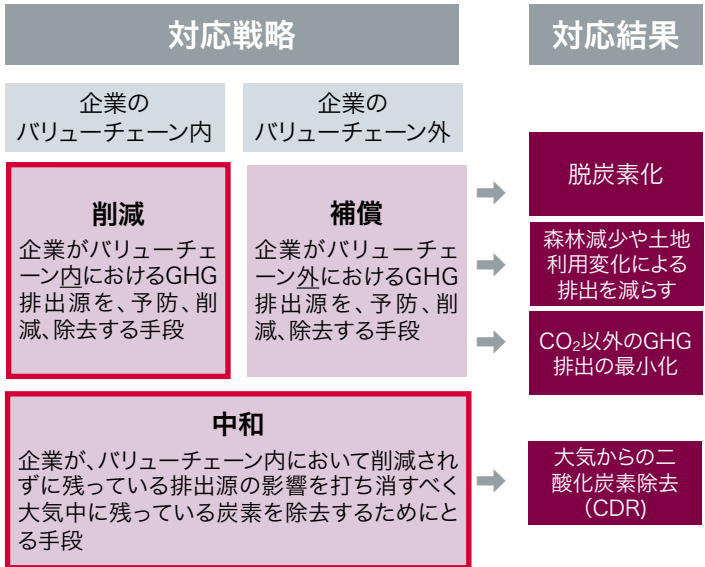 対応戦略
対応結果
企業の
バリューチェーン内
企業の
バリューチェーン外
削減
企業がバリューチェ
ーン内におけるGHG
排出源を、予防、削
減、除去する手段
補償
企業がバリューチェ
ーン外におけるGHG
排出源を、予防、削
減、除去する手段
脱炭素化
森林減少や土地
利用変化による
排出を減らす
CO₂以外のGHG
排出の最小化
中和
企業が、バリューチェーン内において削減され
ずに残っている排出源の影響を打ち消すべく
大気中に残っている炭素を除去するためにと
る手段
大気からの二
酸化炭素除去
（CDR)